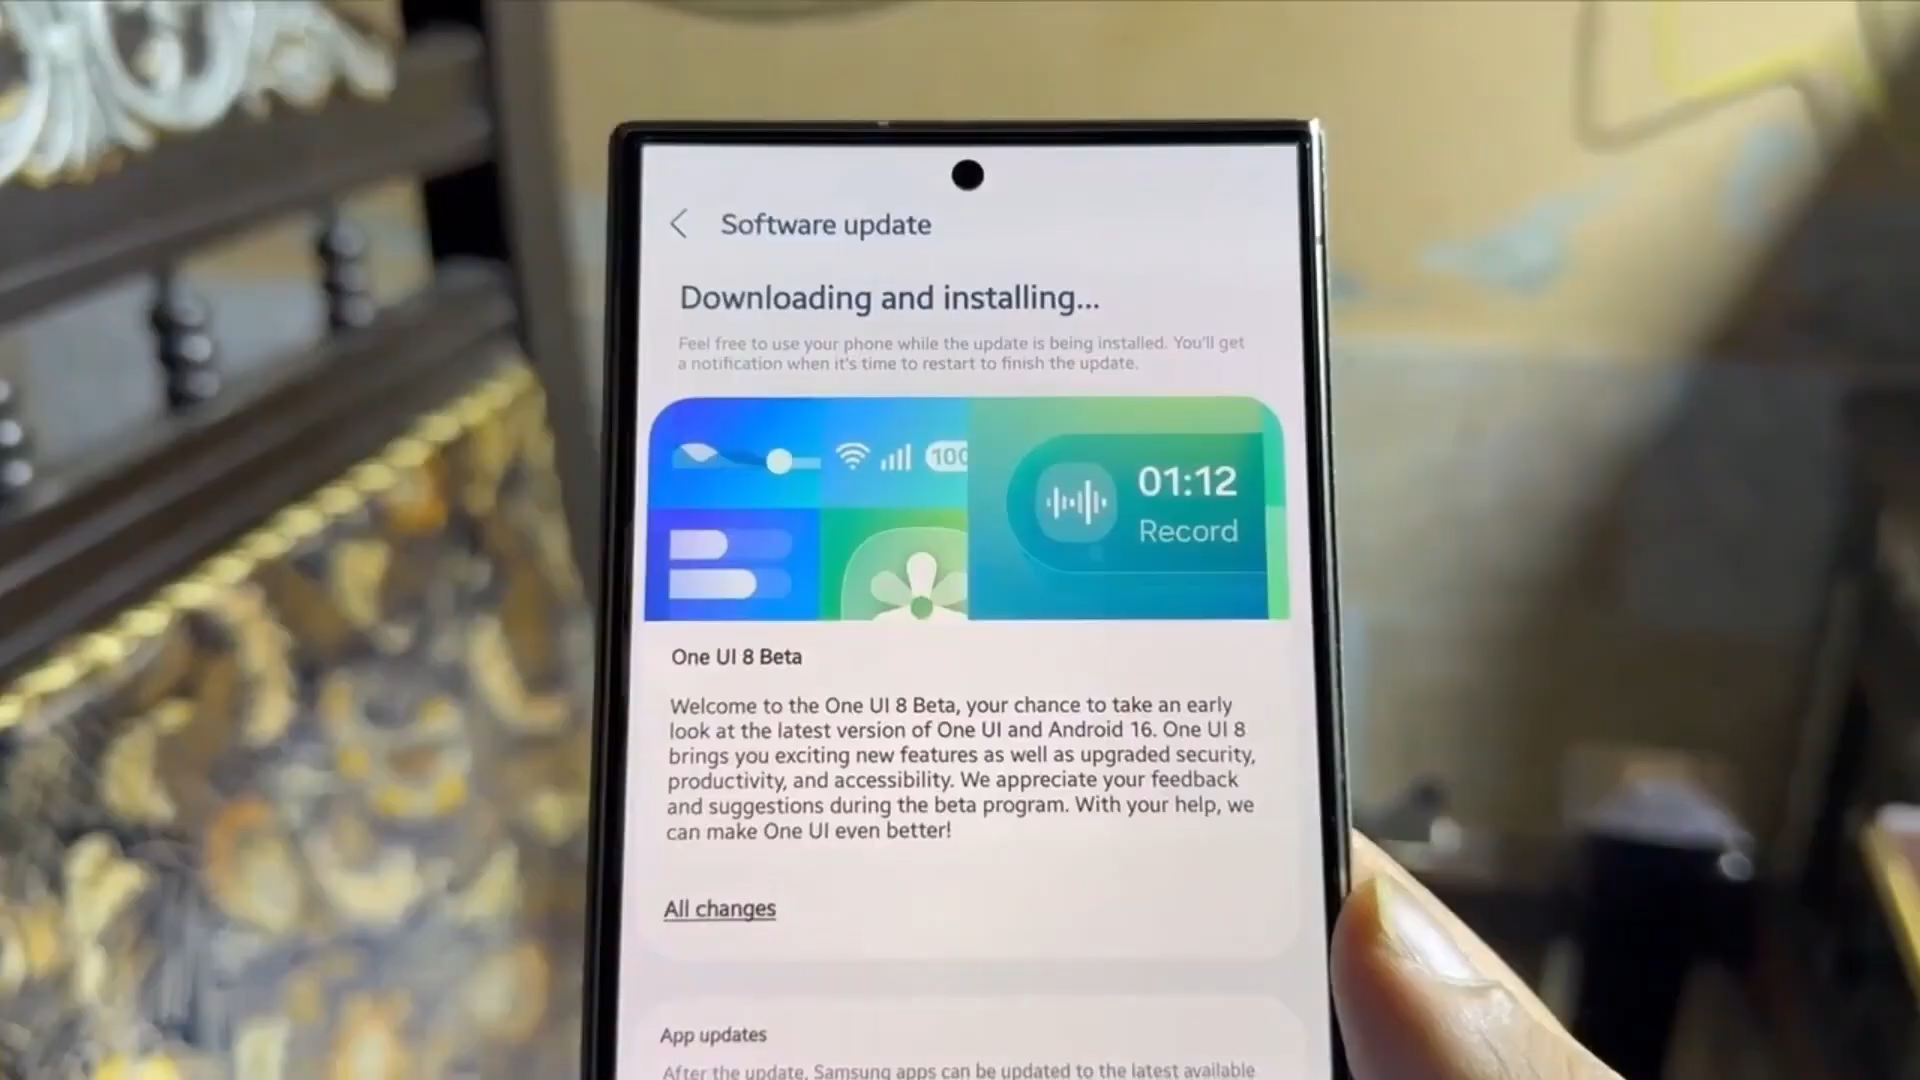 Software update
Downloading and installing...
Feel free to use your phone while the update is being installed. You'll get
a notification when it's time to restart to finish the update.
100
01:12
Record
One UI 8 Beta
Welcome to the One UI 8 Beta, your chance to take an early
look at the latest version of One UI and Android 16. One UI 8
brings you exciting new features as well as upgraded security,
productivity, and accessibility. We appreciate your feedback
and suggestions during the beta program. With your help, we
can make One UI even better!
All changes
App updates
After the update, Samsung apps can be updated to the latest available